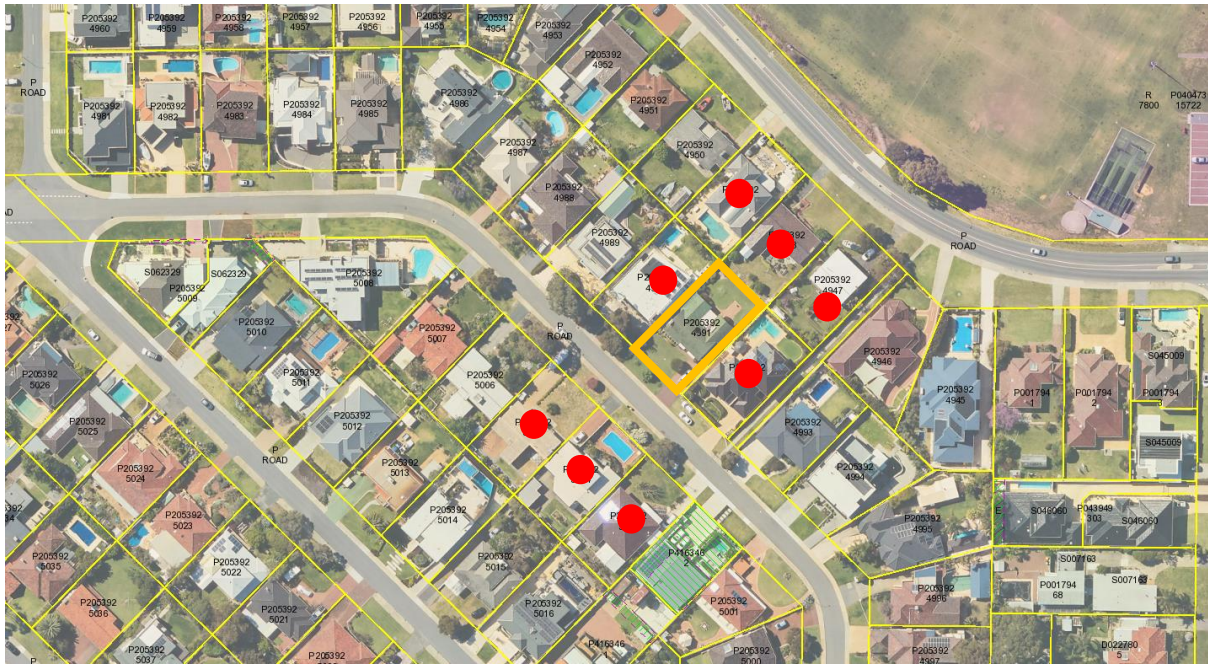 P205392
4960
P205392
4959
P205392
4958
P205392
4957
P205392
4956
P205392
4955
P205392
4954
P205392
4953
P205392
4952
P205392
4951
P205392
4950
P
ROAD
P205392
4981
P205392
4982
P205392
4983
P205392
4984
P205392
4985
P205392
4986
P205392
4987
P205392
4988
P205392
4989
R
7800
P040473
15722
P
ROAD
P205392
4947
P205392
4946
P205392
4945
P205392
4391
P
ROAD
S062329
5009
S062329
P205392
5008
P205392
5007
P205392
5006
P205392
5010
P205392
5011
P205392
5012
P205392
5013
P205392
5014
P205392
5015
P205392
5016
P
ROAD
P205392
5026
P205392
5025
P205392
5024
P205392
5023
P205392
5022
P205392
5021
P205392
5035
P205392
5036
P205392
5037
P205392
4993
P205392
4994
P205392
4995
P205392
4996
P205392
4997
P001794
1
P001794
2
S045009
P001794
S045009
E
S046060
P043949
303
S046060
S007163
P001794
68
S007163
D022780
5
P416346
2
P416346
P205392
5001
P205392
5000